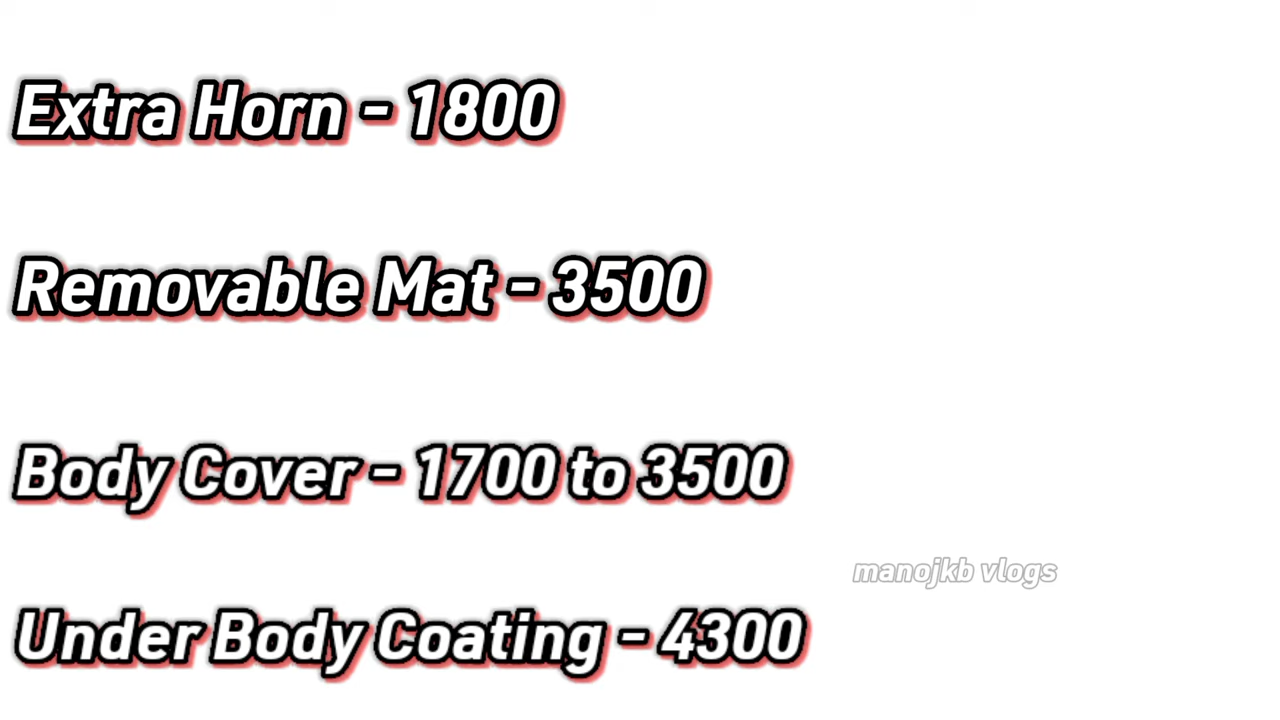 Extra Horn - 1800
Removable Mat - 3500
Body Cover - 1700 to 3500
manojkb vlogs
Under Body Coating - 4300